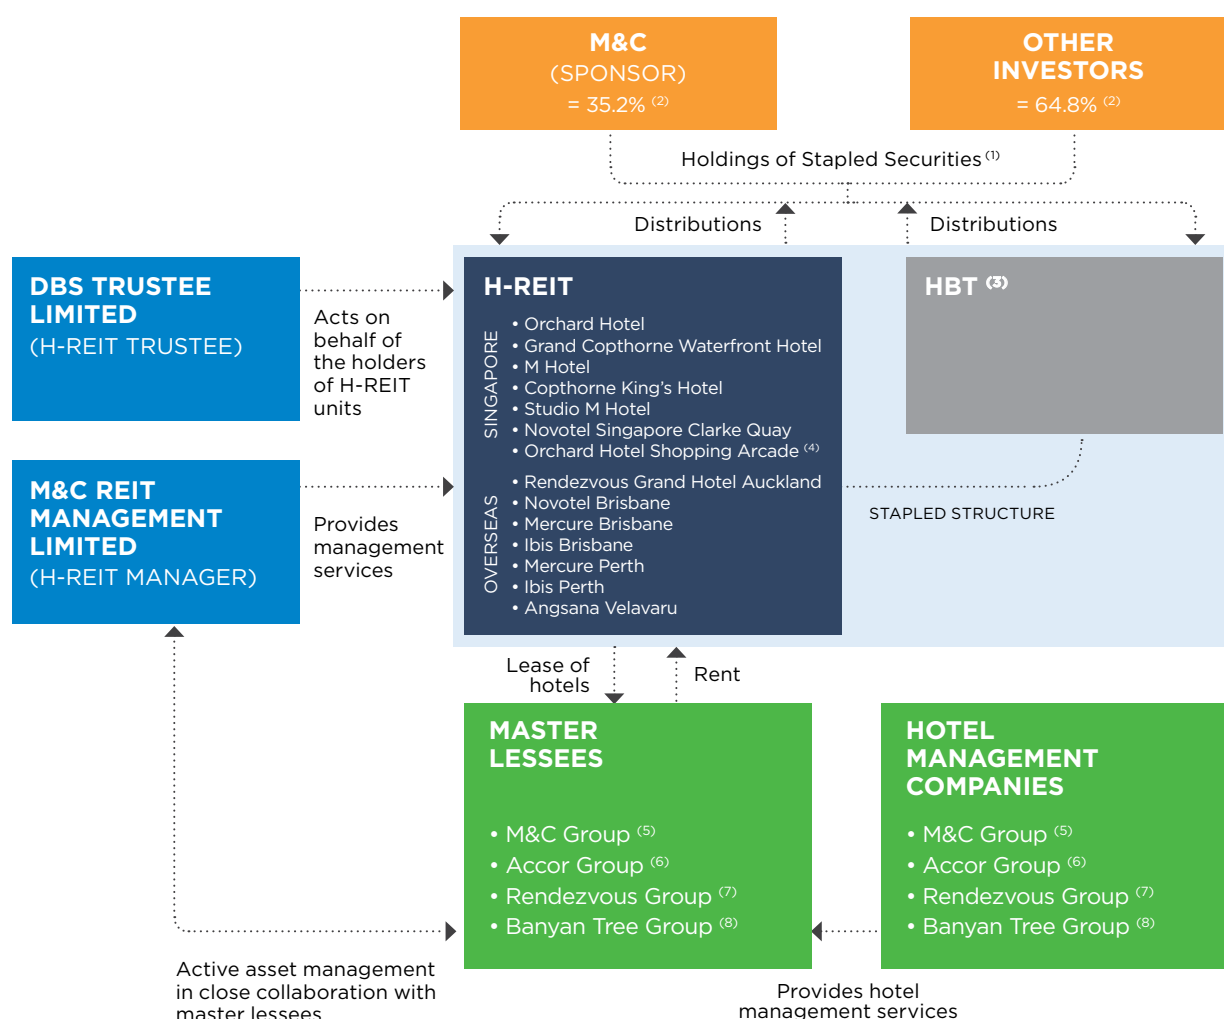 M&C
(SPONSOR)
= 35.2% (2)
OTHER
INVESTORS
= 64.8% (2)
Holdings of Stapled Securities (1)
Distributions
Distributions
DBS TRUSTEE
LIMITED
(H-REIT TRUSTEE)
Acts on
behalf of
the holders
of H-REIT
units
H-REIT
SINGAPORE
• Orchard Hotel
• Grand Copthorne Waterfront Hotel
• M Hotel
• Copthorne King’s Hotel
• Studio M Hotel
• Novotel Singapore Clarke Quay
• Orchard Hotel Shopping Arcade (4)
OVERSEAS
• Rendezvous Grand Hotel Auckland
• Novotel Brisbane
• Mercure Brisbane
• Ibis Brisbane
• Mercure Perth
• Ibis Perth
• Angsana Velavaru
HBT (3)
STAPLED STRUCTURE
M&C REIT
MANAGEMENT
LIMITED
(H-REIT MANAGER)
Provides
management
services
Lease of
hotels
Rent
MASTER
LESSEES
• M&C Group (5)
• Accor Group (6)
• Rendezvous Group (7)
• Banyan Tree Group (8)
HOTEL
MANAGEMENT
COMPANIES
• M&C Group (5)
• Accor Group (6)
• Rendezvous Group (7)
• Banyan Tree Group (8)
Active asset management
in close collaboration with
master lessees
Provides hotel
management services